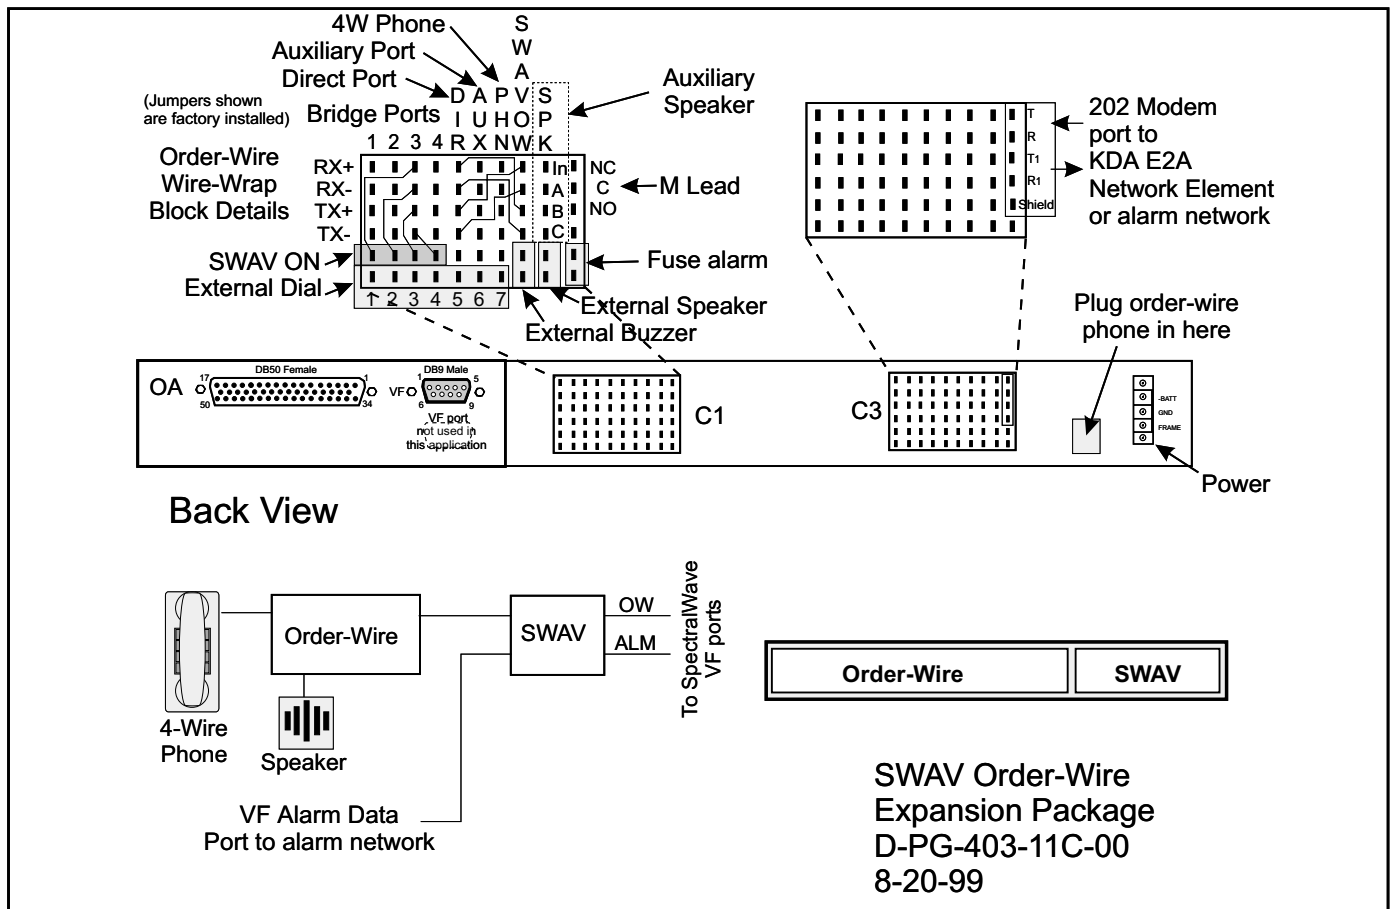 4W Phone
Auxiliary Port
Direct Port
(Jumpers shown
are factory installed)
Bridge Ports
1 2 3 4
DIR
AUX
PHN
SWAVOW
SPK
Auxiliary
Speaker
Order-Wire
Wire-Wrap
Block Details
RX+
RX-
TX+
TX-
In
A
B
C
NC
C
NO
M Lead
SWAV ON
External Dial
1 2 3 4 5 6 7
Fuse alarm
External Speaker
External Buzzer
T
R
T1
R1
Shield
202 Modem
port to
KDA E2A
Network Element
or alarm network
Plug order-wire
phone in here
OA
DB50 Female
17
1
50
34
VF
DB9 Male
1
5
6
9
VF port
not used in
this application
C1
C3
-BATT
GND
FRAME
Power
Back View
4-Wire
Phone
Order-Wire
Speaker
SWAV
OW
ALM
To SpectralWave
VF ports
VF Alarm Data
Port to alarm network
Order-Wire
SWAV
SWAV Order-Wire
Expansion Package
D-PG-403-11C-00
8-20-99